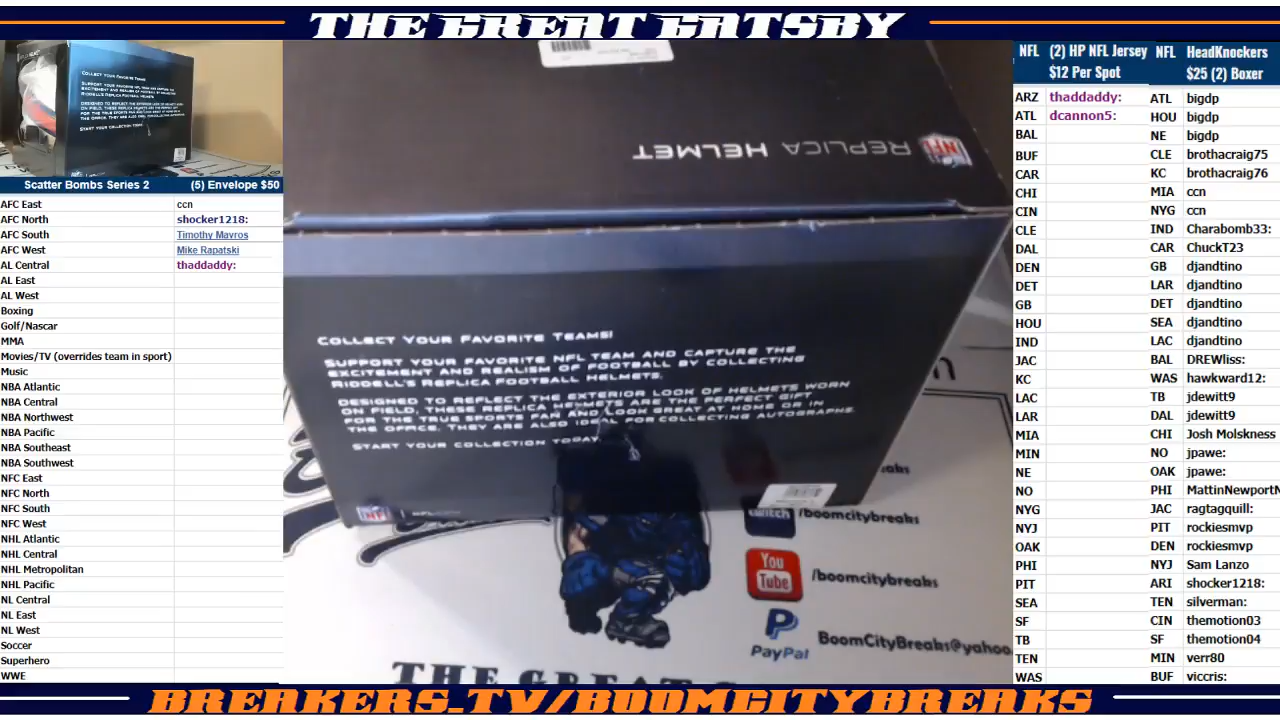 THE GREAT GATSBY
Scatter Bombs Series 2 (5) Envelope $50
AFC East ccn
AFC North shocker1218:
AFC South Timothy Mavros
AFC West Mike Rapatski
AL Central thaddaddy:
AL East
AL West
Boxing
Golf/Nascar
MMA
Movies/TV (overrides team in sport)
Music
NBA Atlantic
NBA Central
NBA Northwest
NBA Pacific
NBA Southeast
NBA Southwest
NFC East
NFC North
NFC South
NFC West
NHL Atlantic
NHL Central
NHL Metropolitan
NHL Pacific
NL Central
NL East
NL West
Soccer
Superhero
WWE
REPLICA HELMET
NFL
COLLECT YOUR FAVORITE TEAMS!
SUPPORT YOUR FAVORITE NFL TEAM AND CAPTURE THE
EXCITEMENT AND REALISM OF FOOTBALL BY COLLECTING
RIDDELL'S REPLICA FOOTBALL HELMETS.
DESIGNED TO REFLECT THE EXTERIOR LOOK OF HELMETS WORN
ON FIELD, THESE REPLICA HELMETS ARE THE PERFECT GIFT
FOR THE TRUE SPORTS FAN AND LOOK GREAT AT HOME OR IN
THE OFFICE. THEY ARE ALSO IDEAL FOR COLLECTING AUTOGRAPHS.
START YOUR COLLECTION TODAY
NFL
twitch /boomcitybreaks
You Tube /boomcitybreaks
PayPal BoomCityBreaks@yahoo
THE GREAT
NFL (2) HP NFL Jersey $12 Per Spot
ARZ thaddaddy:
ATL dcannon5:
BAL
BUF
CAR
CHI
CIN
CLE
DAL
DEN
DET
GB
HOU
IND
JAC
KC
LAC
LAR
MIA
MIN
NE
NO
NYG
NYJ
OAK
PHI
PIT
SEA
SF
TB
TEN
WAS
NFL HeadKnockers $25 (2) Boxer
ATL bigdp
HOU bigdp
NE bigdp
CLE brothacraig75
KC brothacraig76
MIA ccn
NYG ccn
IND Charabomb33:
CAR ChuckT23
GB djandtino
LAR djandtino
DET djandtino
SEA djandtino
LAC djandtino
BAL DREWliss:
WAS hawkward12:
TB jdewitt9
DAL jdewitt9
CHI Josh Molskness
NO jpawe:
OAK jpawe:
PHI MattinNewportN
JAC ragtagquill:
PIT rockiesmvp
DEN rockiesmvp
NYJ Sam Lanzo
ARI shocker1218:
TEN silverman:
CIN themotion03
SF themotion04
MIN verr80
BUF viccris:
BREAKERS_TV/BOOMCITYBREAKS